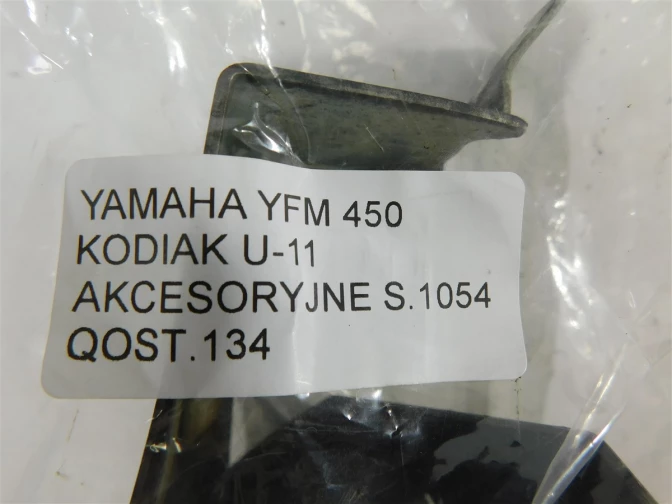 YAMAHA YFM 450
KODIAK U-11
AKCESORYJNE S.1054
QOST.134